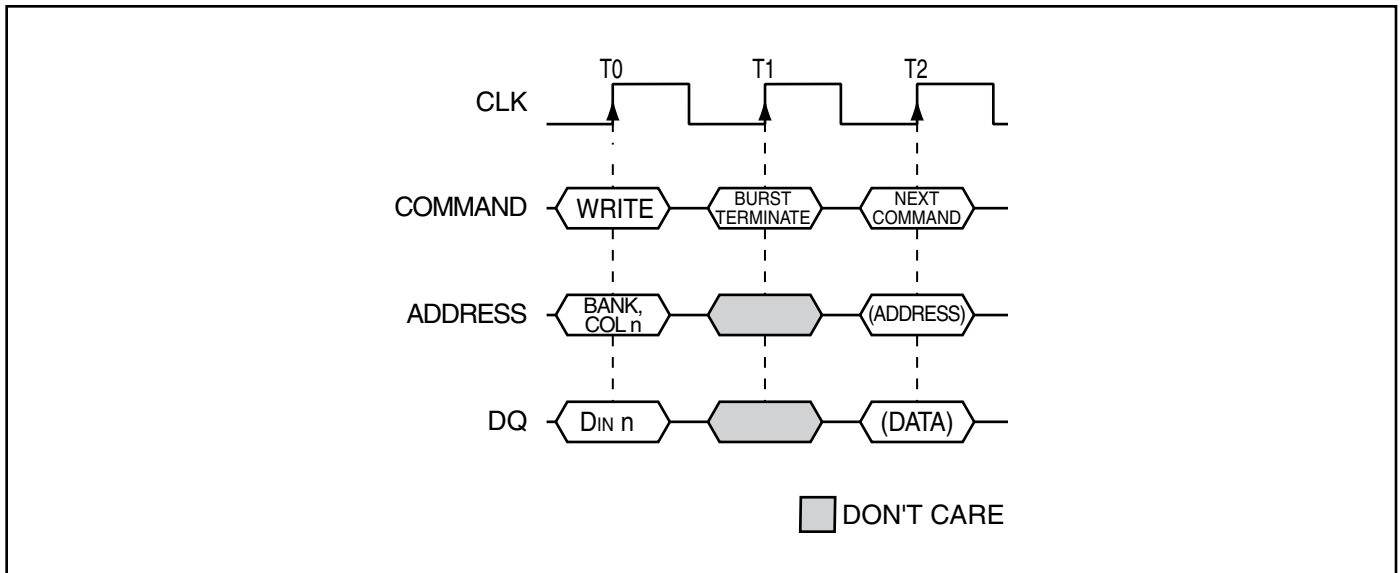 T0 T1 T2
CLK
COMMAND WRITE BURST TERMINATE NEXT COMMAND
ADDRESS BANK, COL n (ADDRESS)
DQ DIN n (DATA)
DON'T CARE